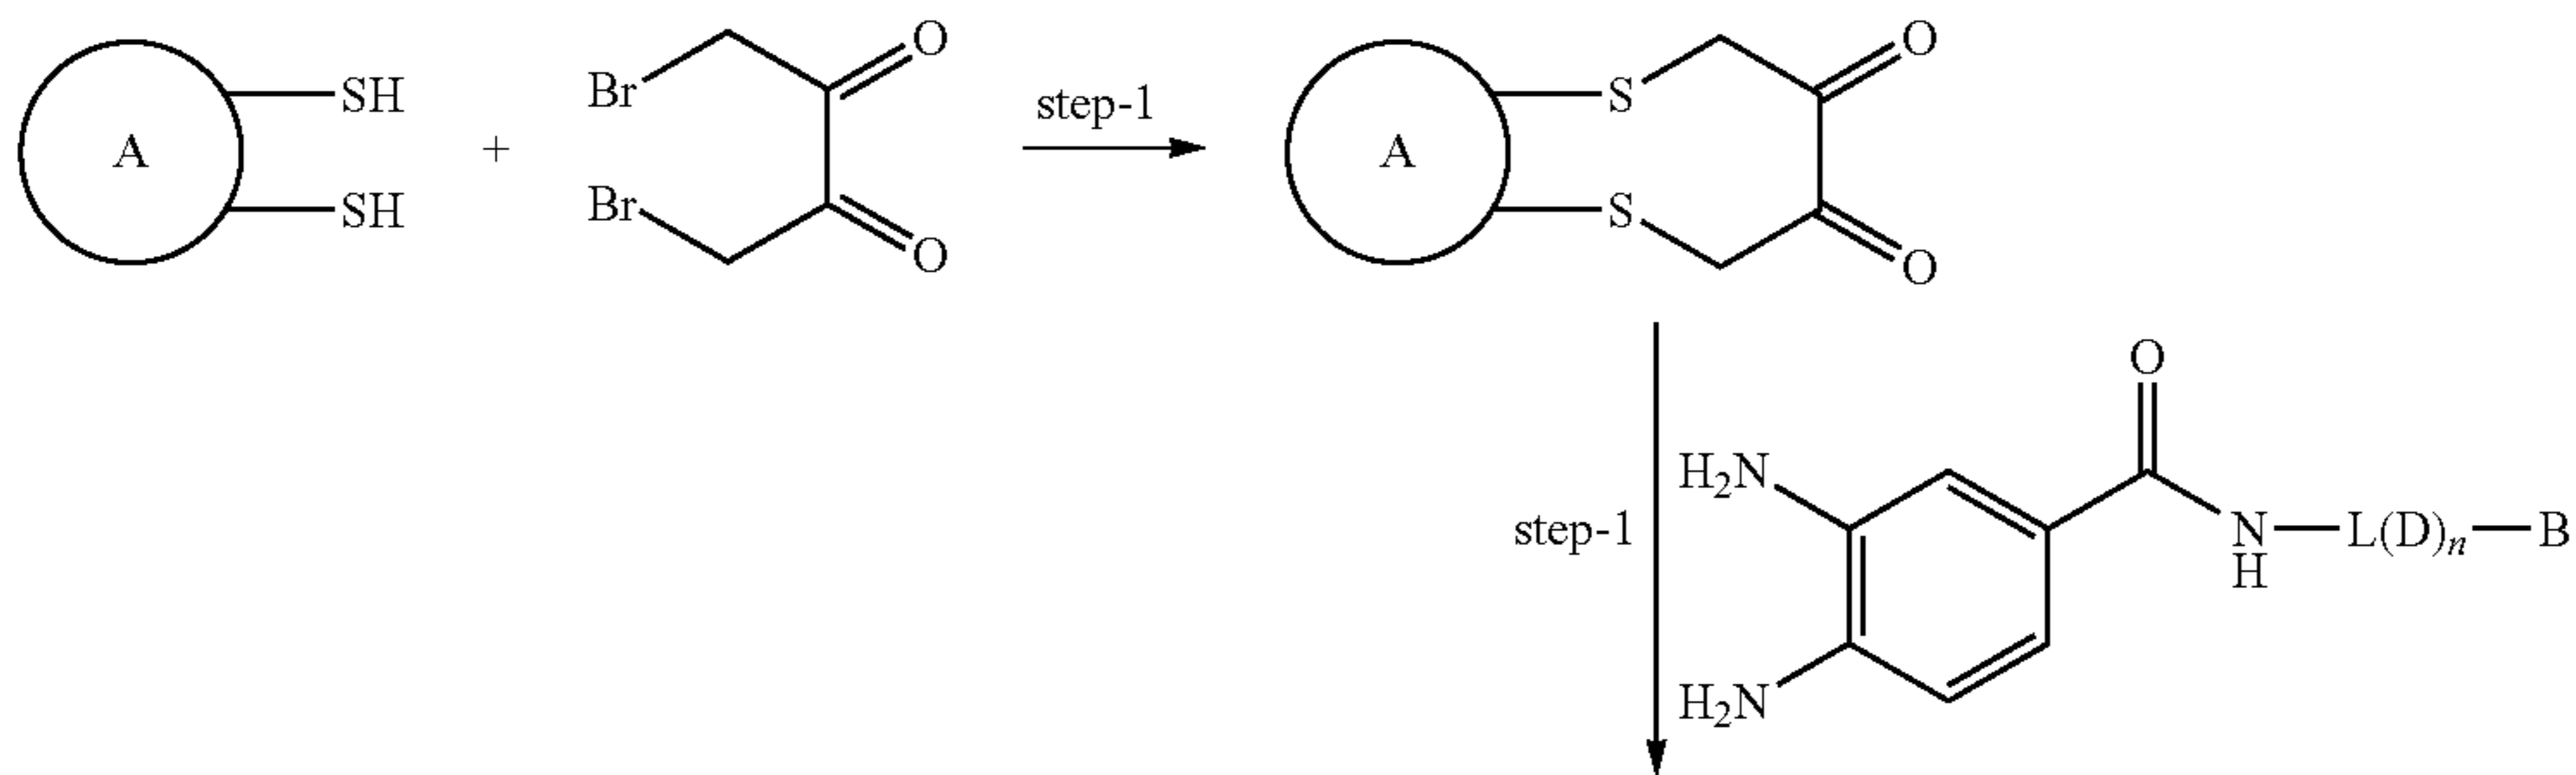 A
SH
SH
+
Br
Br
O
O
step-1
A
S
S
O
O
step-1
H₂N
H₂N
O
N
H
L(D)ₙ
B